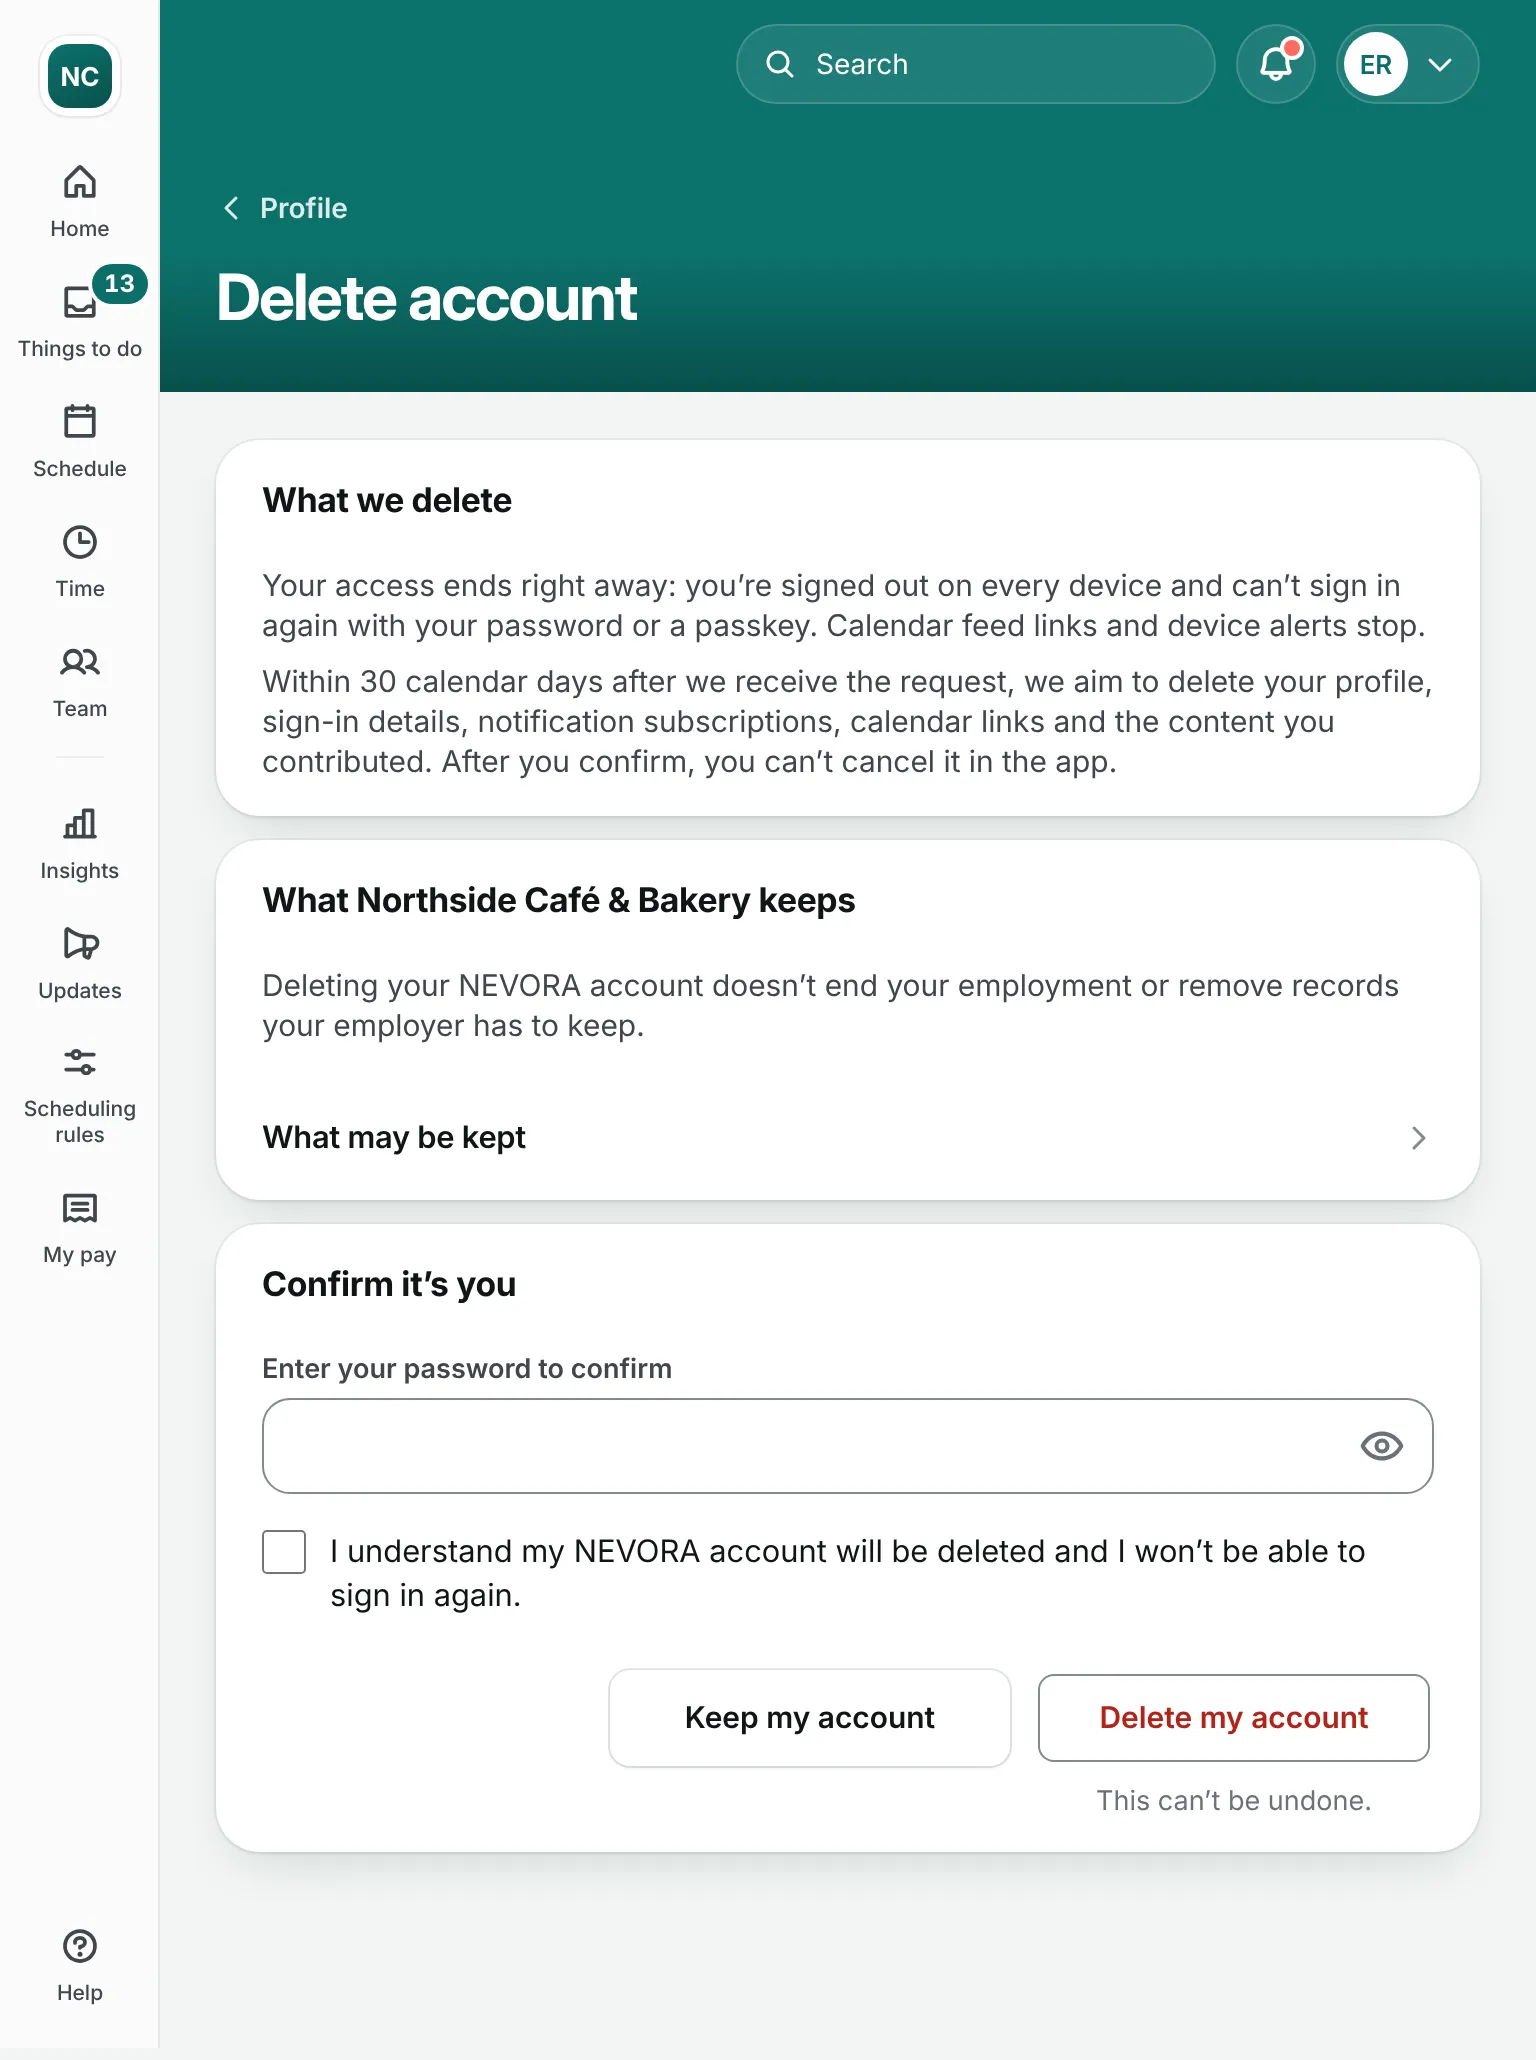 NC
Home
13
Things to do
Schedule
Time
Team
Insights
Updates
Scheduling
rules
My pay
Help
Search
ER
Profile
Delete account
What we delete
Your access ends right away: you’re signed out on every device and can’t sign in
again with your password or a passkey. Calendar feed links and device alerts stop.
Within 30 calendar days after we receive the request, we aim to delete your profile,
sign-in details, notification subscriptions, calendar links and the content you
contributed. After you confirm, you can’t cancel it in the app.
What Northside Café & Bakery keeps
Deleting your NEVORA account doesn’t end your employment or remove records
your employer has to keep.
What may be kept
Confirm it’s you
Enter your password to confirm
I understand my NEVORA account will be deleted and I won’t be able to
sign in again.
Keep my account
Delete my account
This can’t be undone.